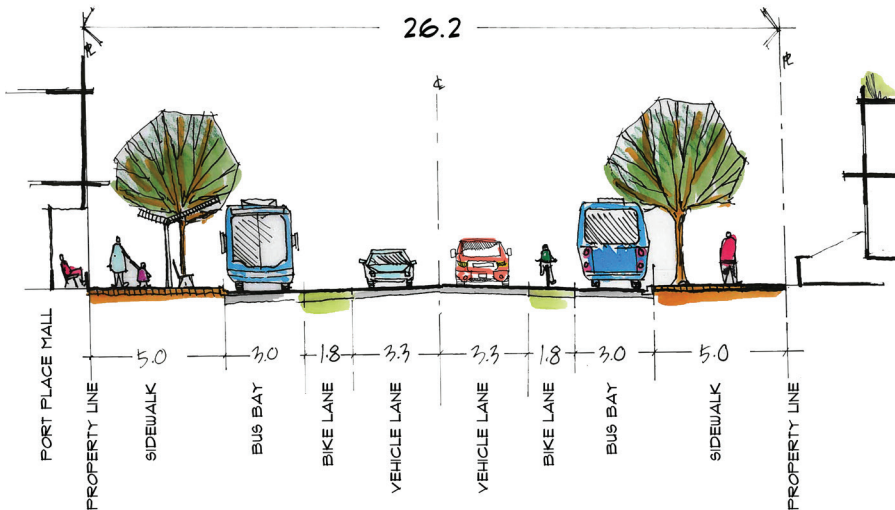 26.2
℄
5.0
3.0
1.8
3.3
3.3
1.8
3.0
5.0
PORT PLACE MALL
PROPERTY LINE
SIDEWALK
BUS BAY
BIKE LANE
VEHICLE LANE
VEHICLE LANE
BIKE LANE
BUS BAY
SIDEWALK
PROPERTY LINE